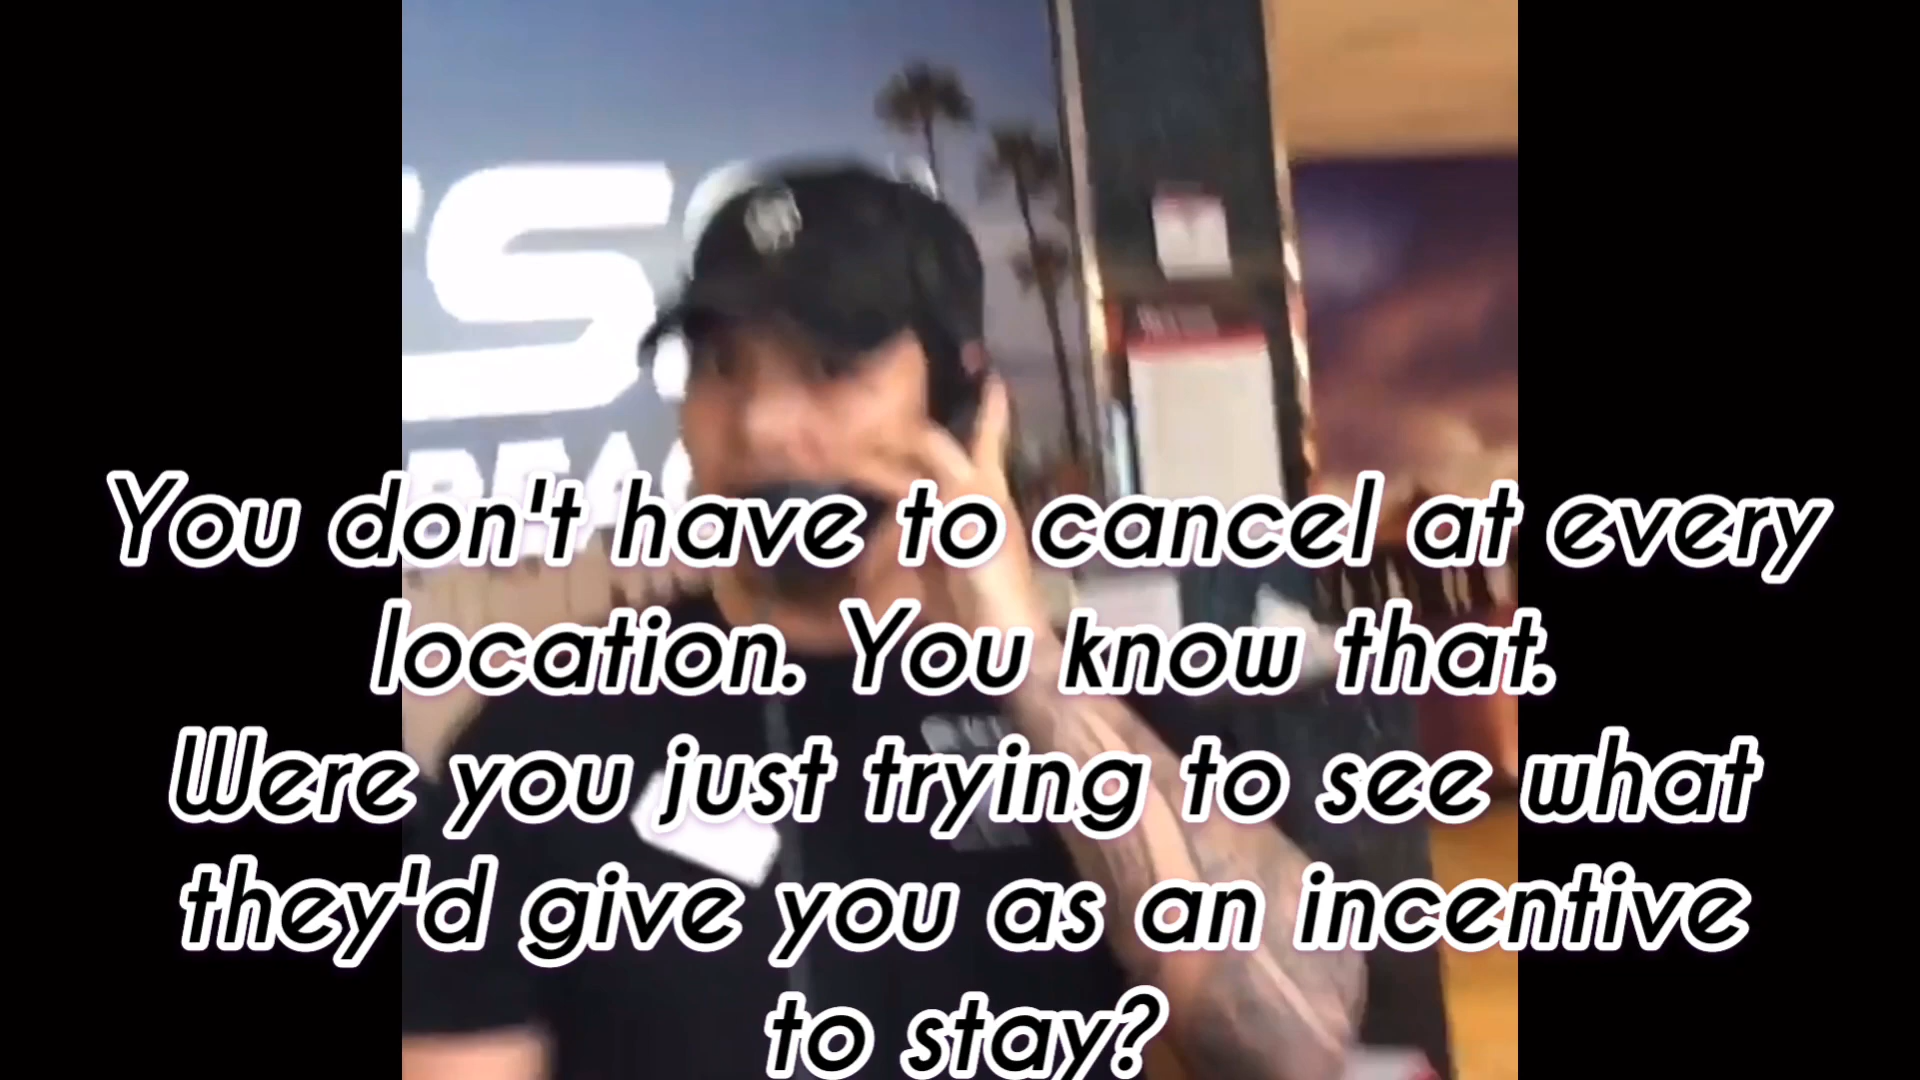 You don't have to cancel at every
location. You know that.
Were you just trying to see what
they'd give you as an incentive
to stay?